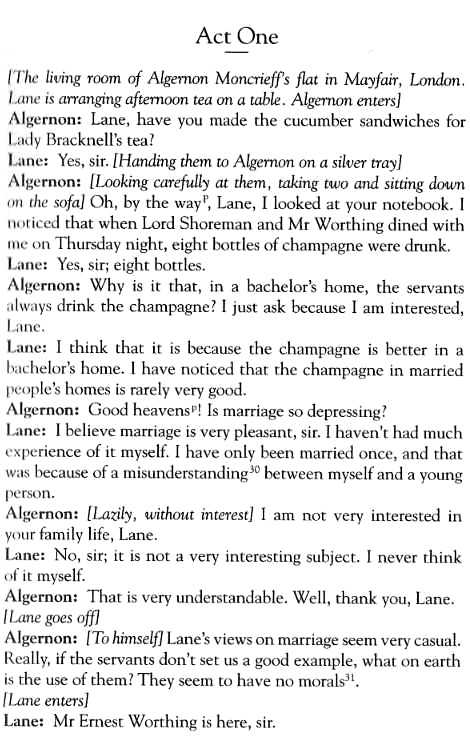 Act One
[The living room of Algernon Moncrieff's flat in Mayfair, London.
Lane is arranging afternoon tea on a table. Algernon enters]
Algernon: Lane, have you made the cucumber sandwiches for
Lady Bracknell's tea?
Lane: Yes, sir. [Handing them to Algernon on a silver tray]
Algernon: [Looking carefully at them, taking two and sitting down
on the sofa] Oh, by the wayᵖ, Lane, I looked at your notebook. I
noticed that when Lord Shoreman and Mr Worthing dined with
me on Thursday night, eight bottles of champagne were drunk.
Lane: Yes, sir; eight bottles.
Algernon: Why is it that, in a bachelor's home, the servants
always drink the champagne? I just ask because I am interested,
Lane.
Lane: I think that it is because the champagne is better in a
bachelor's home. I have noticed that the champagne in married
people's homes is rarely very good.
Algernon: Good heavensᵖ! Is marriage so depressing?
Lane: I believe marriage is very pleasant, sir. I haven't had much
experience of it myself. I have only been married once, and that
was because of a misunderstanding³⁰ between myself and a young
person.
Algernon: [Lazily, without interest] I am not very interested in
your family life, Lane.
Lane: No, sir; it is not a very interesting subject. I never think
of it myself.
Algernon: That is very understandable. Well, thank you, Lane.
[Lane goes off]
Algernon: [To himself] Lane's views on marriage seem very casual.
Really, if the servants don't set us a good example, what on earth
is the use of them? They seem to have no morals³¹.
[Lane enters]
Lane: Mr Ernest Worthing is here, sir.